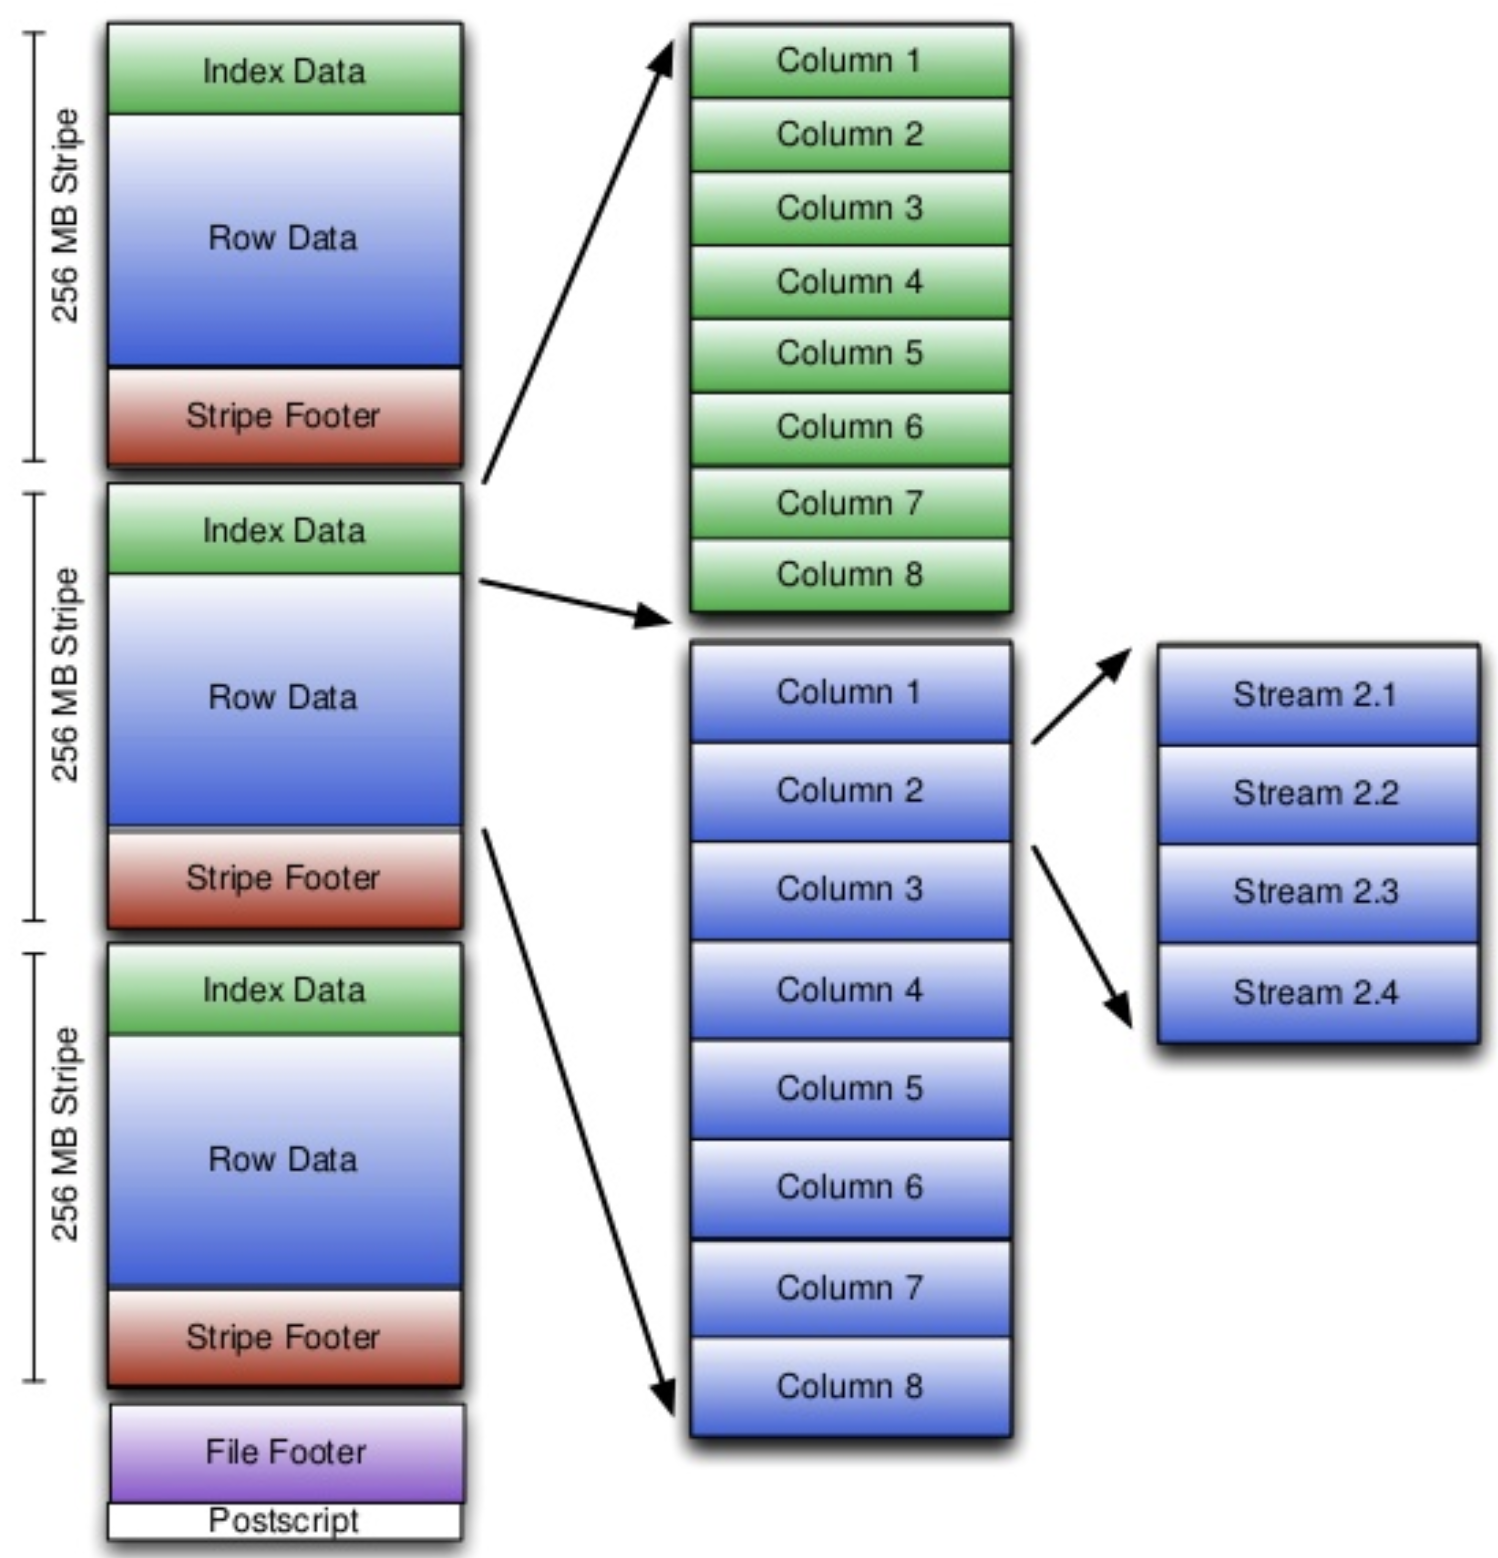 256 MB Stripe
Index Data
Row Data
Stripe Footer
256 MB Stripe
Index Data
Row Data
Stripe Footer
256 MB Stripe
Index Data
Row Data
Stripe Footer
File Footer
Postscript
Column 1
Column 2
Column 3
Column 4
Column 5
Column 6
Column 7
Column 8
Column 1
Column 2
Column 3
Column 4
Column 5
Column 6
Column 7
Column 8
Stream 2.1
Stream 2.2
Stream 2.3
Stream 2.4